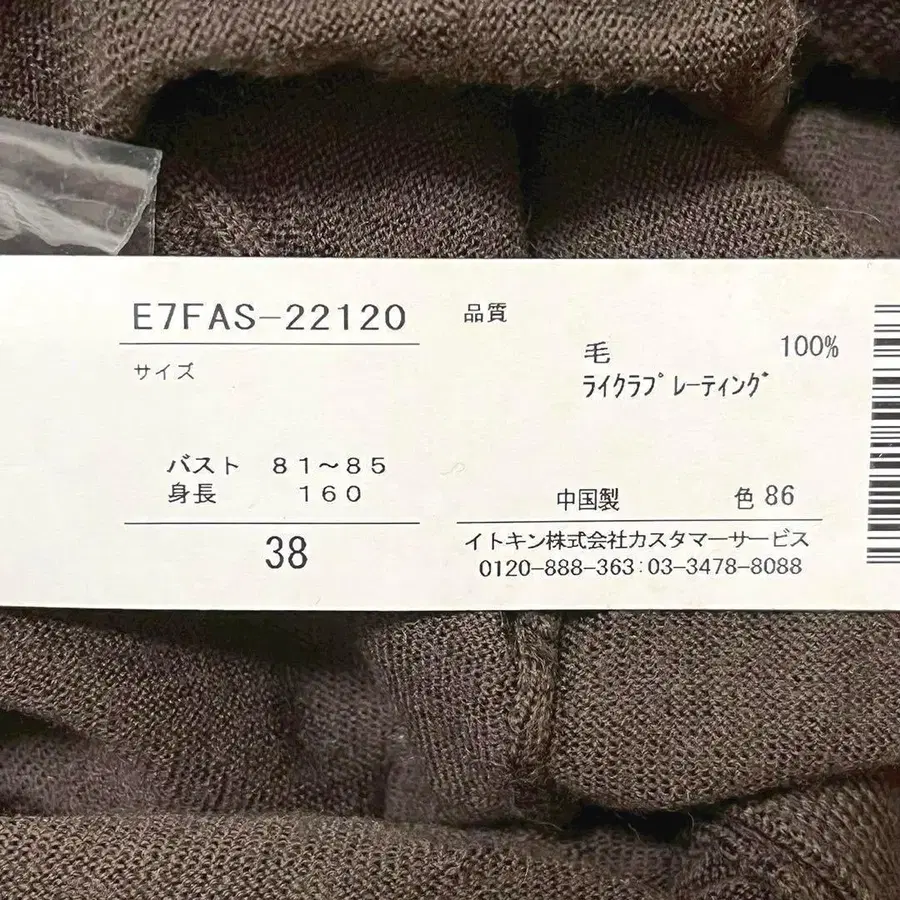 E7FAS-22120
サイズ
バスト 81~85
身長 160
38
品質
毛 100%
ライクラプレーティング
中国製 色86
イトキン株式会社カスタマーサービス
0120-888-363:03-3478-8088